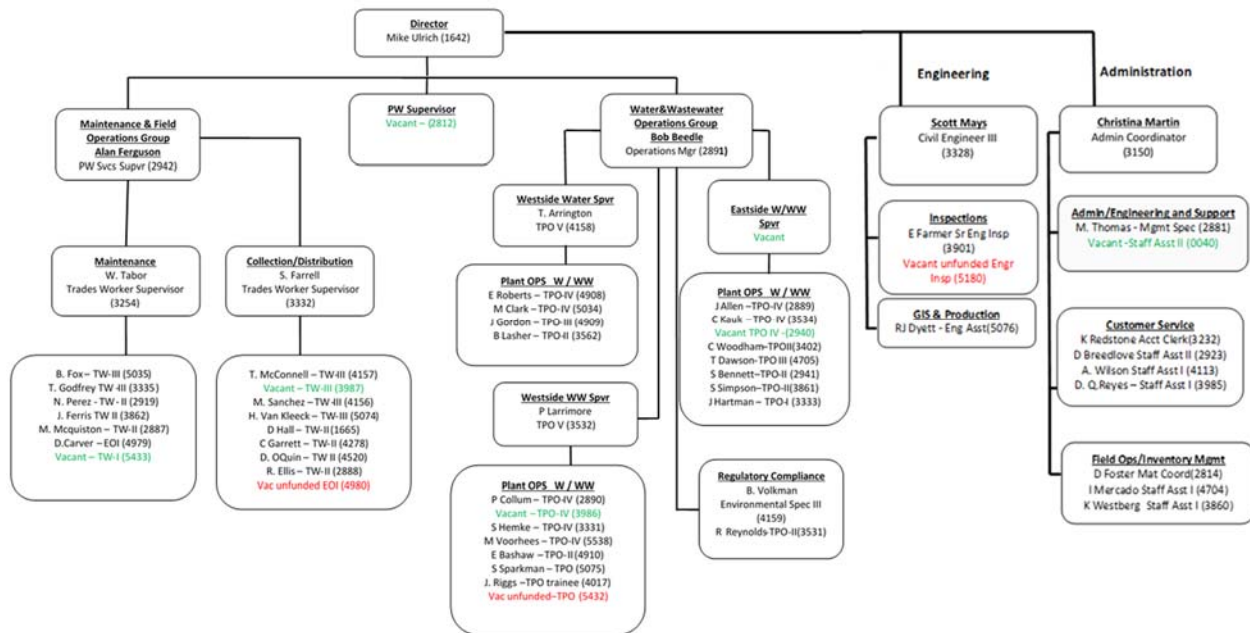 Director
Mike Ulrich (1642)
Engineering
Administration
Maintenance & Field
Operations Group
Alan Ferguson
PW Svcs Supvr (2942)
PW Supervisor
Vacant – (2812)
Water&Wastewater
Operations Group
Bob Beedle
Operations Mgr (2891)
Scott Mays
Civil Engineer III
(3328)
Christina Martin
Admin Coordinator
(3150)
Westside Water Spvr
T. Arrington
TPO V (4158)
Eastside W/WW
Spvr
Vacant
Inspections
E Farmer Sr Eng Insp
(3901)
Vacant unfunded Engr
Insp (5180)
Admin/Engineering and Support
M. Thomas - Mgmt Spec (2881)
Vacant -Staff Asst II (0040)
Maintenance
W. Tabor
Trades Worker Supervisor
(3254)
Collection/Distribution
S. Farrell
Trades Worker Supervisor
(3332)
Plant OPS W / WW
E Roberts – TPO-IV (4908)
M Clark – TPO-IV (5034)
J Gordon – TPO-III (4909)
B Lasher – TPO-II (3562)
Plant OPS W / WW
J Allen –TPO-IV (2889)
C Kauk – TPO-IV (3534)
Vacant TPO IV -(2940)
C Woodham–TPOII(3402)
T Dawson-TPO III (4705)
S Bennett–TPO-II (2941)
S Simpson–TPO-II(3861)
J Hartman – TPO-I (3333)
GIS & Production
RJ Dyett - Eng Asst(5076)
Customer Service
K Redstone Acct Clerk(3232)
D Breedlove Staff Asst II (2923)
A. Wilson Staff Asst I (4113)
D. Q.Reyes – Staff Asst I (3985)
B. Fox – TW-III (5035)
T. Godfrey TW-III (3335)
N. Perez - TW- II (2919)
J. Ferris TW II (3862)
M. Mcquiston – TW-II (2887)
D.Carver – EOI (4979)
Vacant – TW-I (5433)
T. McConnell – TW-III (4157)
Vacant – TW-III (3987)
M. Sanchez – TW-III (4156)
H. Van Kleeck – TW-III (5074)
D Hall – TW-II (1665)
C Garrett – TW-II (4278)
D. OQuin – TW II (4520)
R. Ellis – TW-II (2888)
Vac unfunded EOI (4980)
Westside WW Spvr
P Larrimore
TPO V (3532)
Plant OPS W / WW
P Collum – TPO-IV (2890)
Vacant –TPO-IV (3986)
S Hemke – TPO-IV (3331)
M Voorhees – TPO-IV (5538)
E Bashaw – TPO-II (4910)
S Sparkman – TPO (5075)
J. Riggs –TPO trainee (4017)
Vac unfunded–TPO (5432)
Regulatory Compliance
B. Volkman
Environmental Spec III
(4159)
R Reynolds-TPO-II(3531)
Field Ops/Inventory Mgmt
D Foster Mat Coord(2814)
I Mercado Staff Asst I (4704)
K Westberg Staff Asst I (3860)